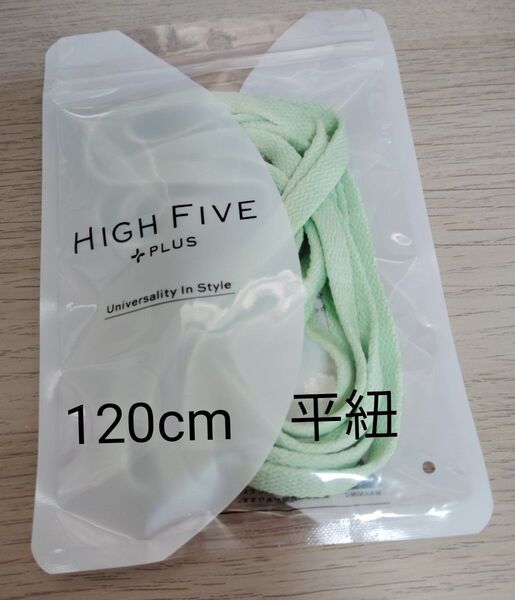 HIGH FIVE
+PLUS
Universality In Style
120cm 平紐